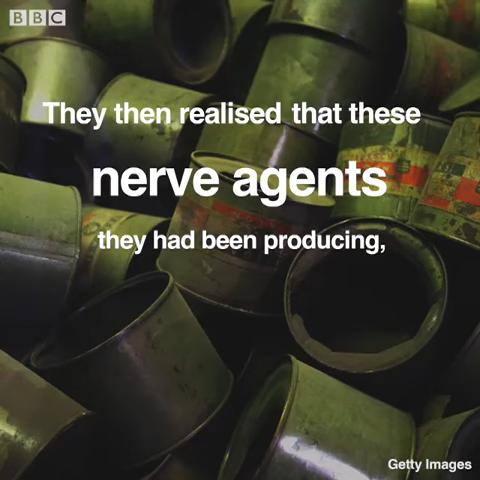 BBC
They then realised that these
nerve agents
they had been producing,
Getty Images